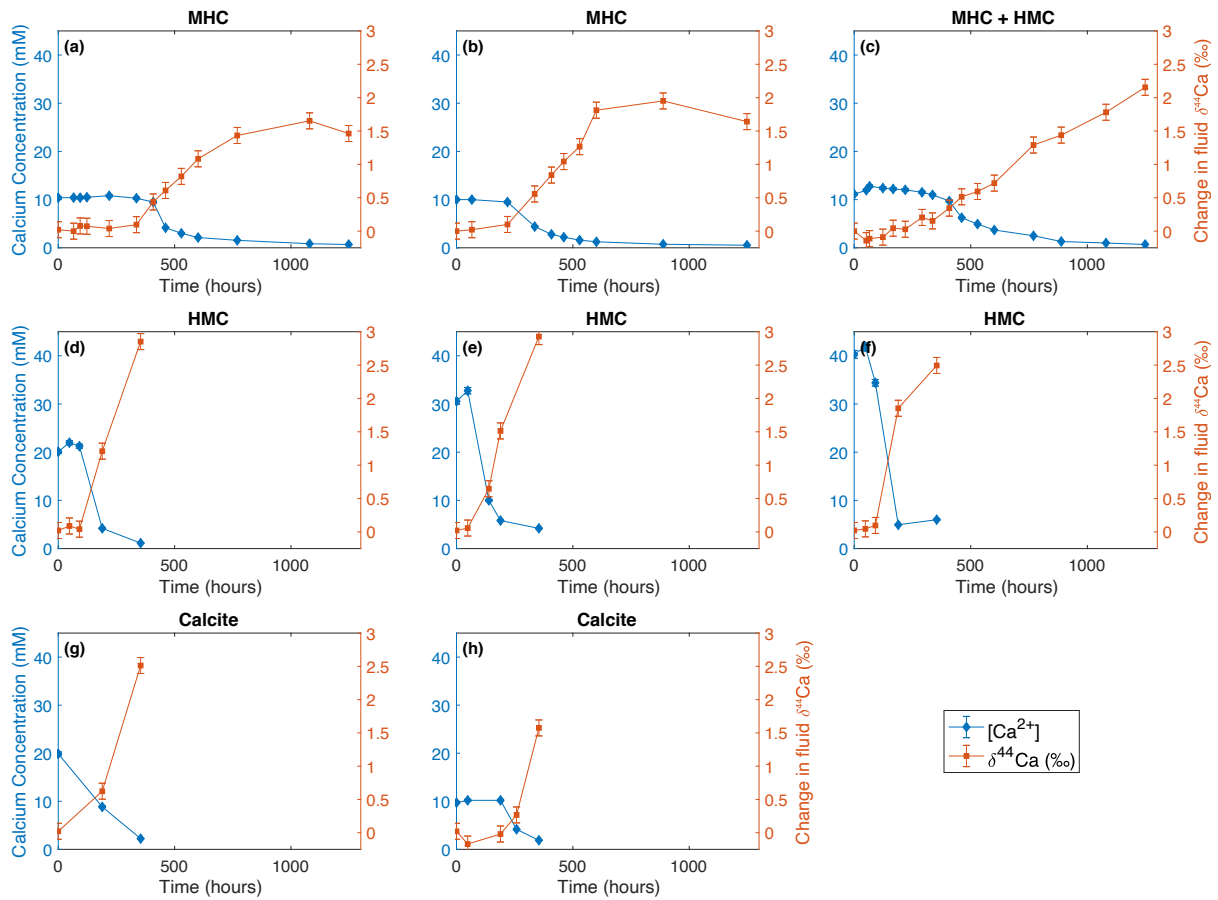 MHC
MHC
MHC + HMC
(a)
(b)
(c)
Calcium Concentration (mM)
40
30
20
10
0
3
2.5
2
1.5
1
0.5
0
40
30
20
10
0
3
2.5
2
1.5
1
0.5
0
40
30
20
10
0
3
2.5
2
1.5
1
0.5
0
Change in fluid δ⁴⁴Ca (‰)
0 500 1000
0 500 1000
0 500 1000
Time (hours)
Time (hours)
Time (hours)
HMC
HMC
HMC
(d)
(e)
(f)
Calcium Concentration (mM)
40
30
20
10
0
3
2.5
2
1.5
1
0.5
0
40
30
20
10
0
3
2.5
2
1.5
1
0.5
0
40
30
20
10
0
3
2.5
2
1.5
1
0.5
0
Change in fluid δ⁴⁴Ca (‰)
0 500 1000
0 500 1000
0 500 1000
Time (hours)
Time (hours)
Time (hours)
Calcite
Calcite
(g)
(h)
Calcium Concentration (mM)
40
30
20
10
0
3
2.5
2
1.5
1
0.5
0
40
30
20
10
0
3
2.5
2
1.5
1
0.5
0
Change in fluid δ⁴⁴Ca (‰)
0 500 1000
0 500 1000
Time (hours)
Time (hours)
[Ca²⁺]
δ⁴⁴Ca (‰)